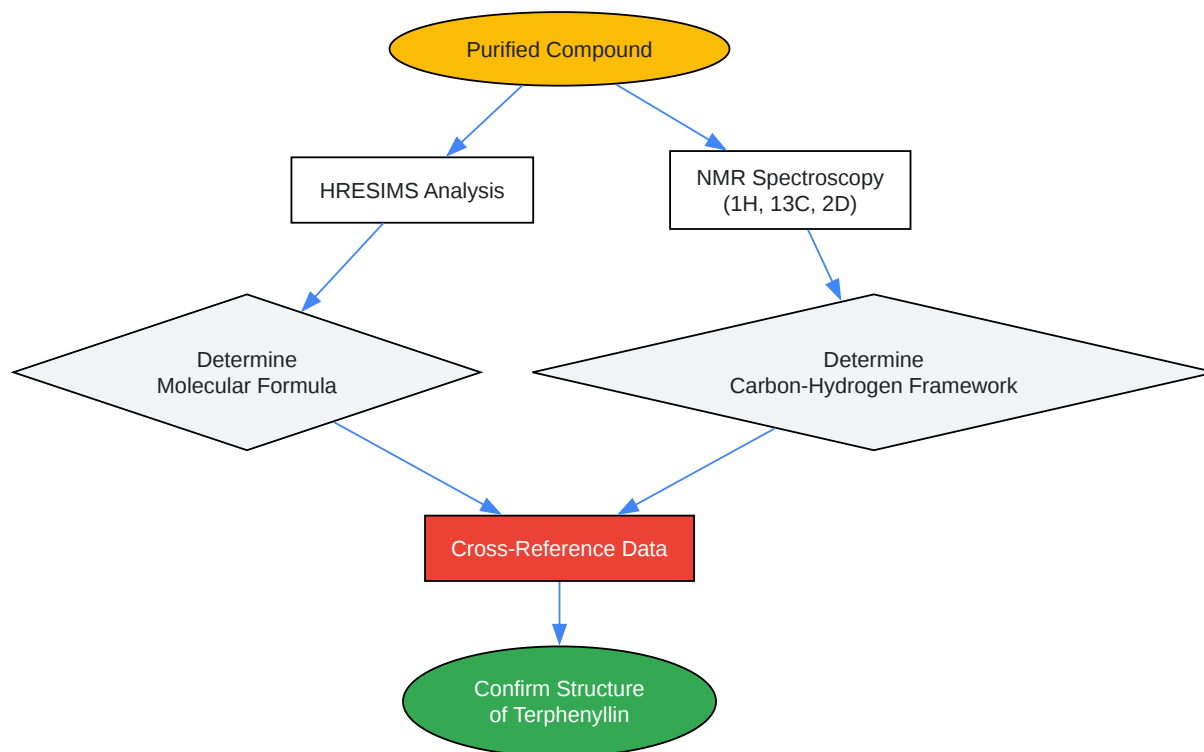 Purified Compound
HRESIMS Analysis
NMR Spectroscopy
(1H, 13C, 2D)
Determine
Molecular Formula
Determine
Carbon-Hydrogen Framework
Cross-Reference Data
Confirm Structure
of Terphenyllin